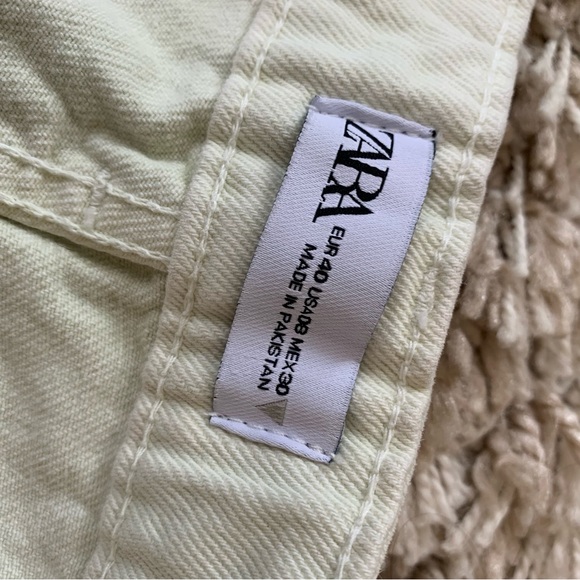 ZARA
EUR 40 USA 08 MEX 30
MADE IN PAKISTAN